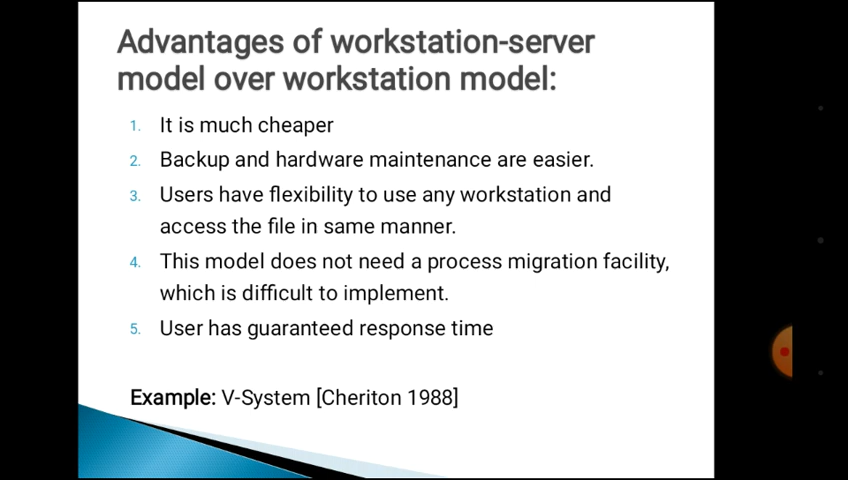 Advantages of workstation-server
model over workstation model:
1. It is much cheaper
2. Backup and hardware maintenance are easier.
3. Users have flexibility to use any workstation and
access the file in same manner.
4. This model does not need a process migration facility,
which is difficult to implement.
5. User has guaranteed response time
Example: V-System [Cheriton 1988]